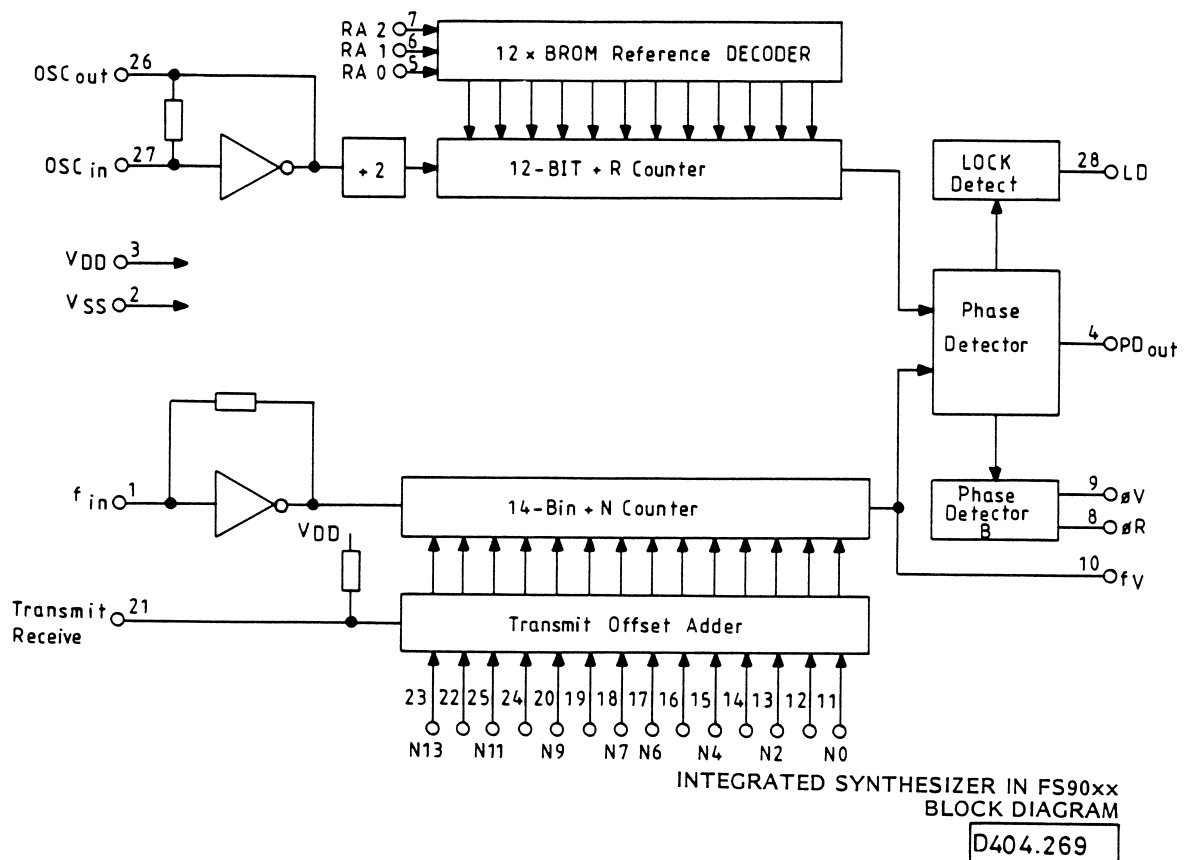 RA 2 7
RA 1 6
RA 0 5
12 x BROM Reference DECODER
OSCout 26
OSCin 27
÷ 2
12-BIT ÷ R Counter
LOCK
Detect
28 LD
VDD 3
VSS 2
Phase
Detector
4 PDout
fin 1
VDD
14-Bin ÷ N Counter
Phase
Detector
B
9 øV
8 øR
10 fV
Transmit
Receive
21
Transmit Offset Adder
23 22 25 24 20 19 18 17 16 15 14 13 12 11
N13 N11 N9 N7 N6 N4 N2 N0
INTEGRATED SYNTHESIZER IN FS90xx
BLOCK DIAGRAM
D404.269